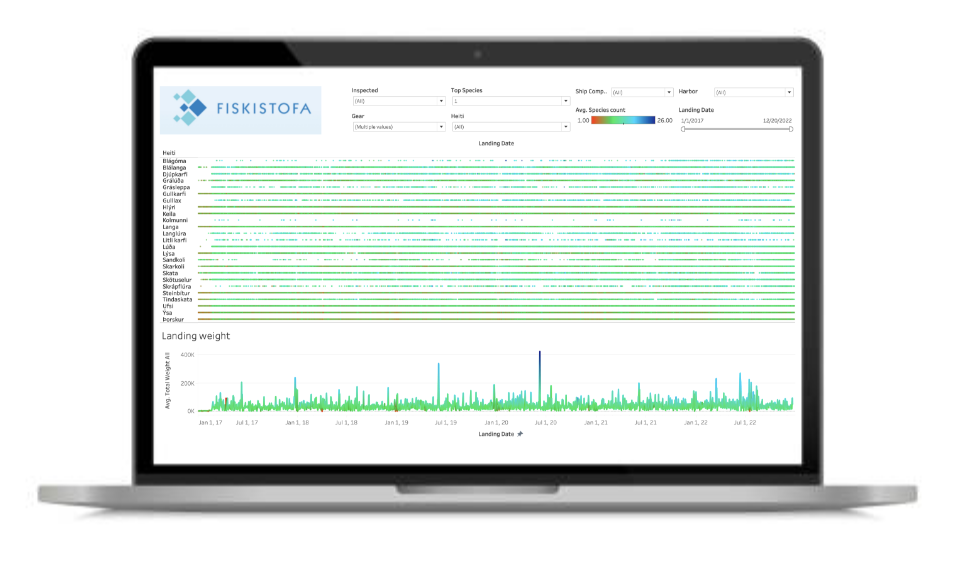 FISKISTOFA
Inspected
(All)
Top Species
1
Ship Comp..
(All)
Harbor
(All)
Gear
(Multiple values)
Heiti
(All)
Avg. Species count
1.00
26.00
Landing Date
1/1/2017
12/20/2022
Landing Date
Heiti
Blágóma
Blálanga
Djúpkarfi
Grálúða
Grásleppa
Gullkarfi
Gulllax
Hlýri
Keila
Kolmunni
Langa
Langlúra
Litli karfi
Lúða
Lýsa
Sandkoli
Skarkoli
Skata
Skötuselur
Skrápflúra
Steinbítur
Tindaskata
Ufsi
Ýsa
Þorskur
Landing weight
Avg. Total Weight All
400K
200K
0K
Jan 1, 17
Jul 1, 17
Jan 1, 18
Jul 1, 18
Jan 1, 19
Jul 1, 19
Jan 1, 20
Jul 1, 20
Jan 1, 21
Jul 1, 21
Jan 1, 22
Jul 1, 22
Landing Date